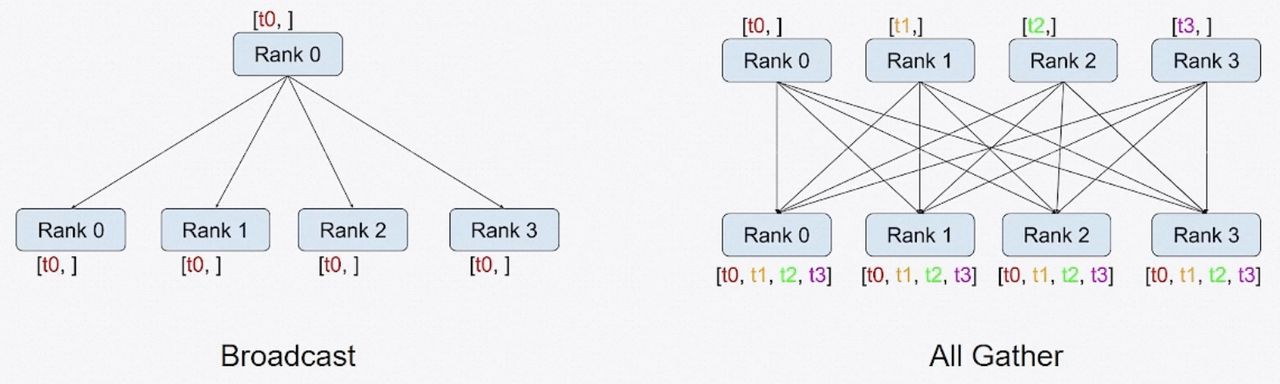 [t0, ]
Rank 0
Rank 0
Rank 1
Rank 2
Rank 3
[t0, ]
[t0, ]
[t0, ]
[t0, ]
Broadcast
[t0, ]
[t1,]
[t2,]
[t3, ]
Rank 0
Rank 1
Rank 2
Rank 3
Rank 0
Rank 1
Rank 2
Rank 3
[t0, t1, t2, t3]
[t0, t1, t2, t3]
[t0, t1, t2, t3]
[t0, t1, t2, t3]
All Gather